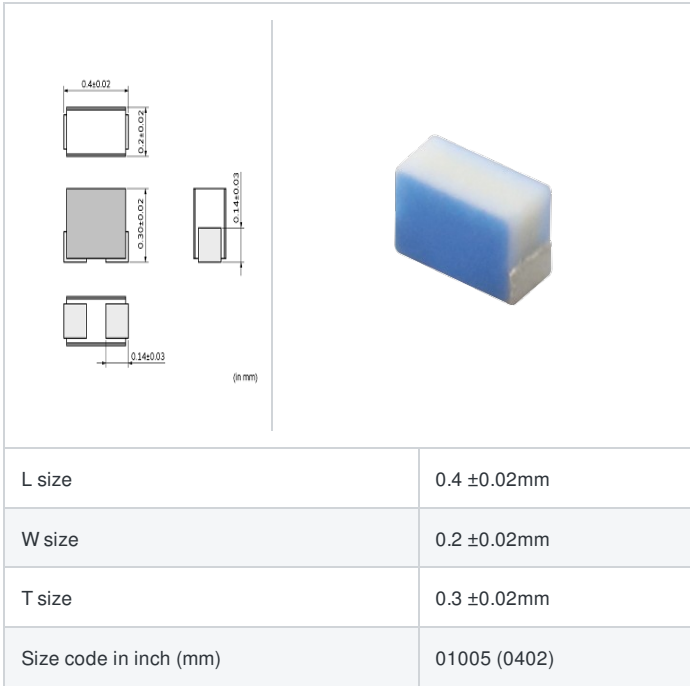 0.4±0.02
0.2±0.02
0.30±0.02
0.14±0.03
0.14±0.03
(in mm)
L size 0.4 ±0.02mm
W size 0.2 ±0.02mm
T size 0.3 ±0.02mm
Size code in inch (mm) 01005 (0402)